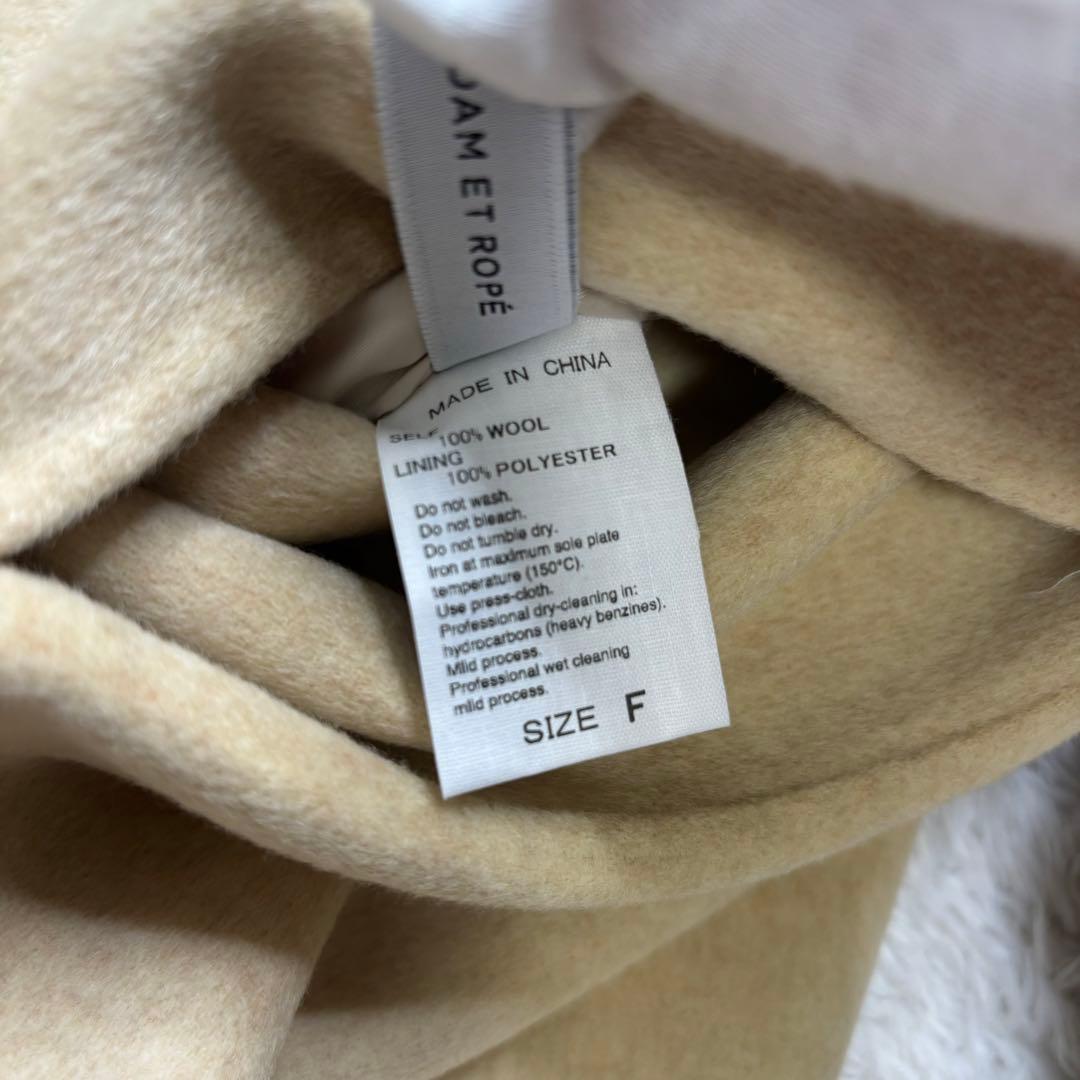 DAM ET ROPÉ
MADE IN CHINA
SELF
100% WOOL
LINING
100% POLYESTER
Do not wash.
Do not bleach.
Do not tumble dry.
Iron at maximum sole plate
temperature (150°C).
Use press-cloth.
Professional dry-cleaning in:
hydrocarbons (heavy benzines).
Mild process.
Professional wet cleaning
mild process.
SIZE F